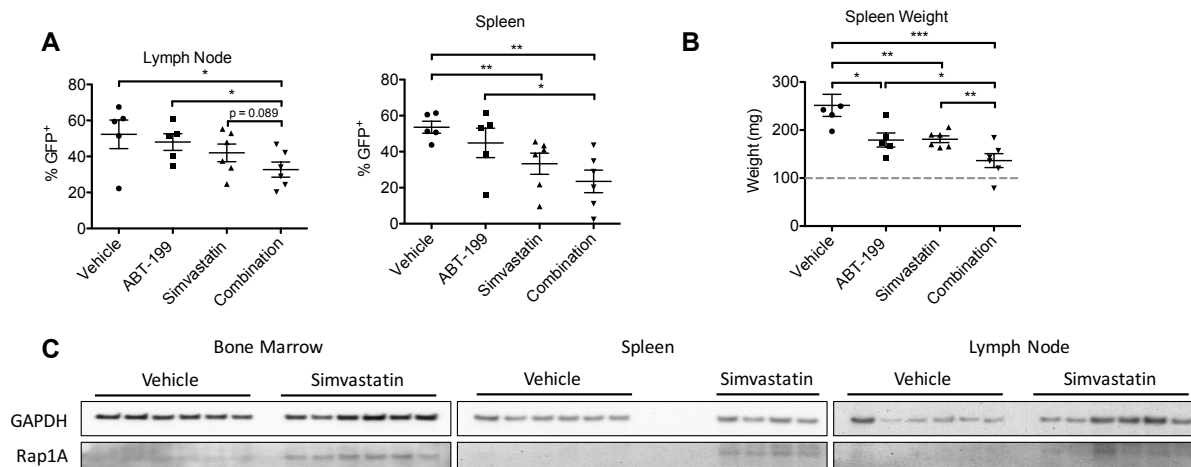 A
Lymph Node
*
*
p = 0.089
% GFP+
80
60
40
20
0
Vehicle
ABT-199
Simvastatin
Combination
Spleen
**
**
*
% GFP+
80
60
40
20
0
Vehicle
ABT-199
Simvastatin
Combination
B
Spleen Weight
***
**
* *
**
Weight (mg)
300
200
100
0
Vehicle
ABT-199
Simvastatin
Combination
C
Bone Marrow Spleen Lymph Node
Vehicle Simvastatin Vehicle Simvastatin Vehicle Simvastatin
GAPDH
Rap1A